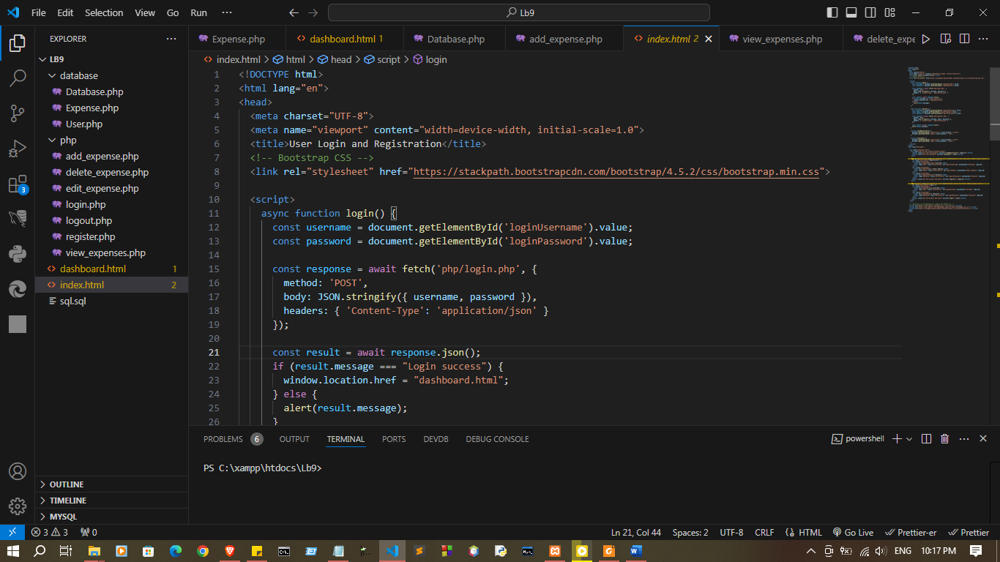 File Edit Selection View Go Run ··· Lb9
EXPLORER
Expense.php dashboard.html 1 Database.php add_expense.php index.html 2 view_expenses.php delete_expe
LB9
database
Database.php
Expense.php
User.php
php
add_expense.php
delete_expense.php
edit_expense.php
login.php
logout.php
register.php
view_expenses.php
dashboard.html 1
index.html 2
sql.sql
OUTLINE
TIMELINE
MYSQL
3
index.html > html > head > script > login
1 <!DOCTYPE html>
2 <html lang="en">
3 <head>
4 <meta charset="UTF-8">
5 <meta name="viewport" content="width=device-width, initial-scale=1.0">
6 <title>User Login and Registration</title>
7 <!-- Bootstrap CSS -->
8 <link rel="stylesheet" href="https://stackpath.bootstrapcdn.com/bootstrap/4.5.2/css/bootstrap.min.css">
9
10 <script>
11 async function login() {
12 const username = document.getElementById('loginUsername').value;
13 const password = document.getElementById('loginPassword').value;
14
15 const response = await fetch('php/login.php', {
16 method: 'POST',
17 body: JSON.stringify({ username, password }),
18 headers: { 'Content-Type': 'application/json' }
19 });
20
21 const result = await response.json();
22 if (result.message === "Login success") {
23 window.location.href = "dashboard.html";
24 } else {
25 alert(result.message);
26 }
PROBLEMS 6 OUTPUT TERMINAL PORTS DEVDB DEBUG CONSOLE powershell
PS C:\xampp\htdocs\Lb9>
3 3 0 Ln 21, Col 44 Spaces: 2 UTF-8 CRLF HTML Go Live Prettier-er Prettier
ENG 10:17 PM